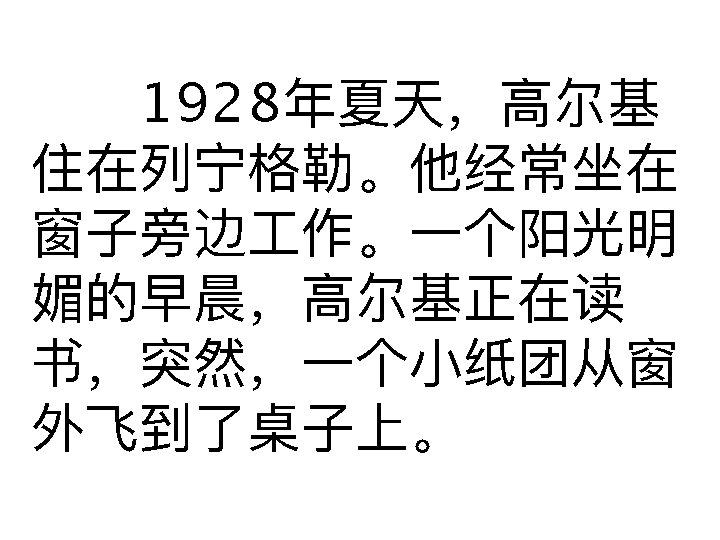 1928年夏天，高尔基
住在列宁格勒。他经常坐在
窗子旁边工作。一个阳光明
媚的早晨，高尔基正在读
书，突然，一个小纸团从窗
外飞到了桌子上。